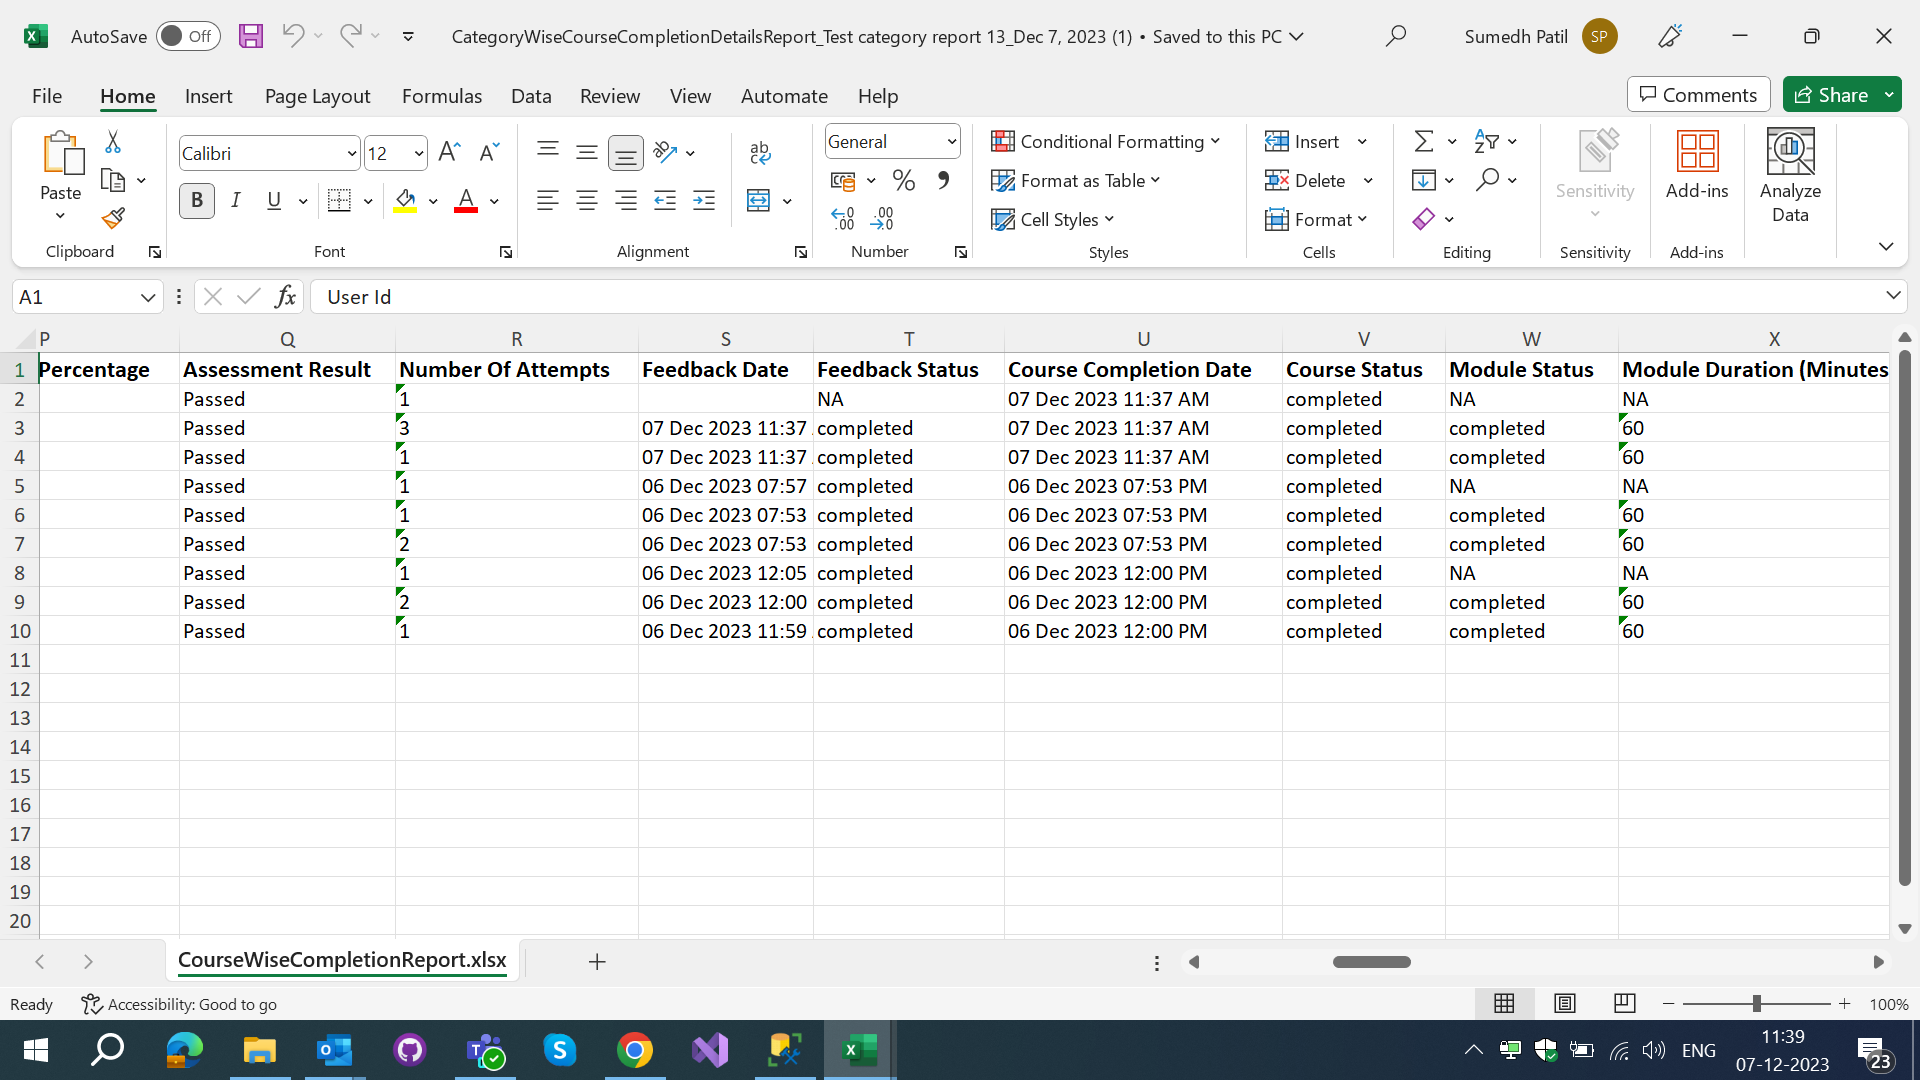 AutoSave Off CategoryWiseCourseCompletionDetailsReport_Test category report 13_Dec 7, 2023 (1) • Saved to this PC Sumedh Patil SP
File Home Insert Page Layout Formulas Data Review View Automate Help Comments Share
Paste Calibri 12 General Conditional Formatting Insert Sensitivity Add-ins Analyze Data
Format as Table Delete
Cell Styles Format
Clipboard Font Alignment Number Styles Cells Editing Sensitivity Add-ins
A1 User Id
P Q R S T U V W X
1 Percentage Assessment Result Number Of Attempts Feedback Date Feedback Status Course Completion Date Course Status Module Status Module Duration (Minutes
2 Passed 1 NA 07 Dec 2023 11:37 AM completed NA NA
3 Passed 3 07 Dec 2023 11:37 completed 07 Dec 2023 11:37 AM completed completed 60
4 Passed 1 07 Dec 2023 11:37 completed 07 Dec 2023 11:37 AM completed completed 60
5 Passed 1 06 Dec 2023 07:57 completed 06 Dec 2023 07:53 PM completed NA NA
6 Passed 1 06 Dec 2023 07:53 completed 06 Dec 2023 07:53 PM completed completed 60
7 Passed 2 06 Dec 2023 07:53 completed 06 Dec 2023 07:53 PM completed completed 60
8 Passed 1 06 Dec 2023 12:05 completed 06 Dec 2023 12:00 PM completed NA NA
9 Passed 2 06 Dec 2023 12:00 completed 06 Dec 2023 12:00 PM completed completed 60
10 Passed 1 06 Dec 2023 11:59 completed 06 Dec 2023 12:00 PM completed completed 60
11
12
13
14
15
16
17
18
19
20
CourseWiseCompletionReport.xlsx
Ready Accessibility: Good to go 100%
ENG 11:39
07-12-2023 23